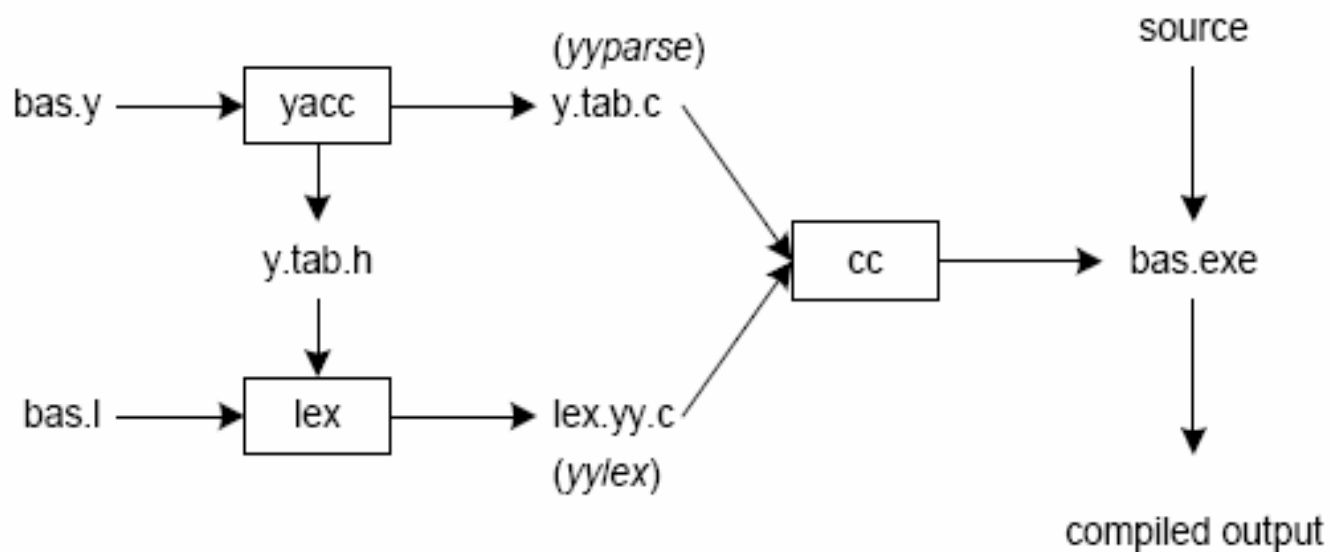 source
(yyparse)
bas.y
yacc
y.tab.c
y.tab.h
cc
bas.exe
bas.l
lex
lex.yy.c
(yylex)
compiled output